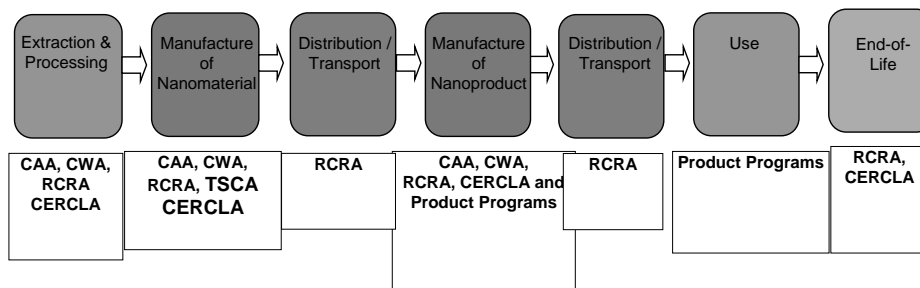 Extraction &
Processing
Manufacture
of
Nanomaterial
Distribution /
Transport
Manufacture
of
Nanoproduct
Distribution /
Transport
Use
End-of-
Life
CAA, CWA,
RCRA
CERCLA
CAA, CWA,
RCRA, TSCA
CERCLA
RCRA
CAA, CWA,
RCRA, CERCLA and
Product Programs
RCRA
Product Programs
RCRA,
CERCLA